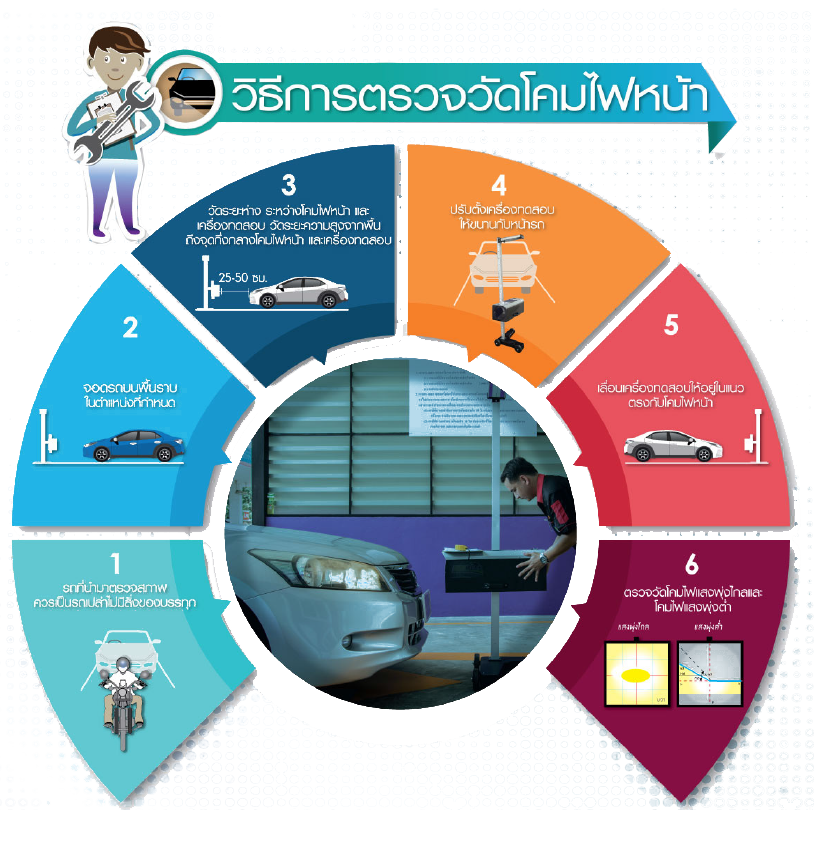 วิธีการตรวจวัดโคมไฟหน้า
1
รถที่นำมาตรวจสภาพ
ควรเป็นรถเปล่าไม่มีสิ่งของบรรทุก
2
จอดรถบนพื้นราบ
ในตำแหน่งที่กำหนด
3
วัดระยะห่าง ระหว่างโคมไฟหน้า และ
เครื่องทดสอบ วัดระยะความสูงจากพื้น
ถึงจุดกึ่งกลางโคมไฟหน้า และเครื่องทดสอบ
25-50 ซม.
4
ปรับตั้งเครื่องทดสอบ
ให้ขนานกับหน้ารถ
5
เลื่อนเครื่องทดสอบให้อยู่ในแนว
ตรงกับโคมไฟหน้า
6
ตรวจวัดโคมไฟแสงพุ่งไกลและ
โคมไฟแสงพุ่งต่ำ
แสงพุ่งไกล
แสงพุ่งต่ำ